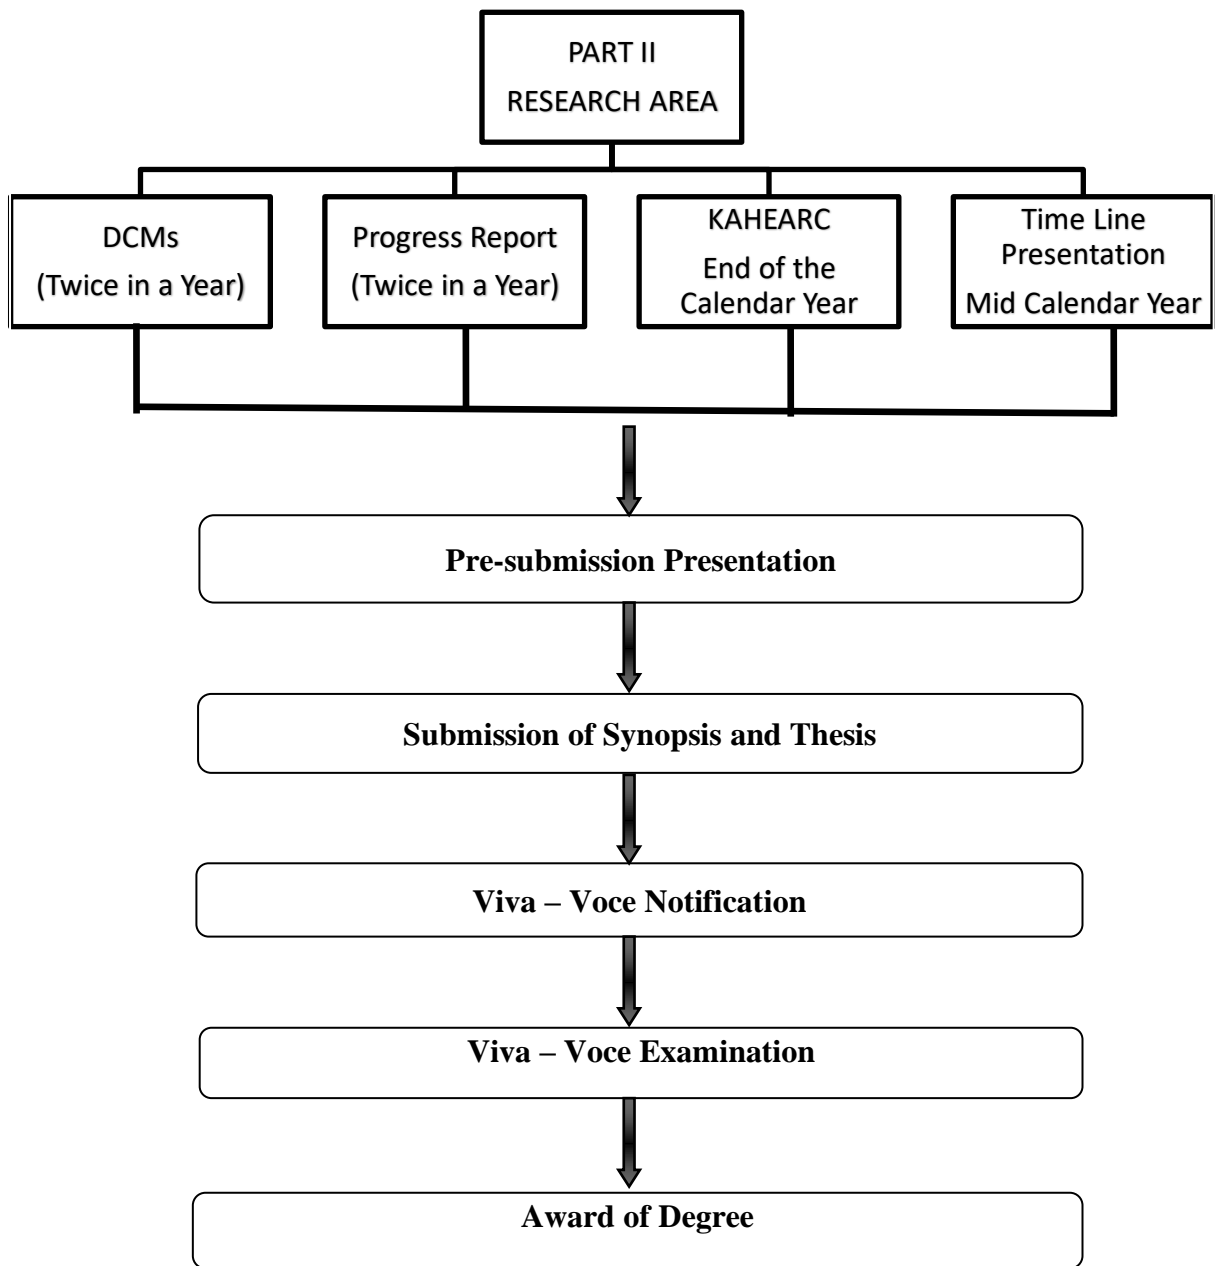 PART II
RESEARCH AREA
DCMs
(Twice in a Year)
Progress Report
(Twice in a Year)
KAHEARC
End of the
Calendar Year
Time Line
Presentation
Mid Calendar Year
Pre-submission Presentation
Submission of Synopsis and Thesis
Viva – Voce Notification
Viva – Voce Examination
Award of Degree